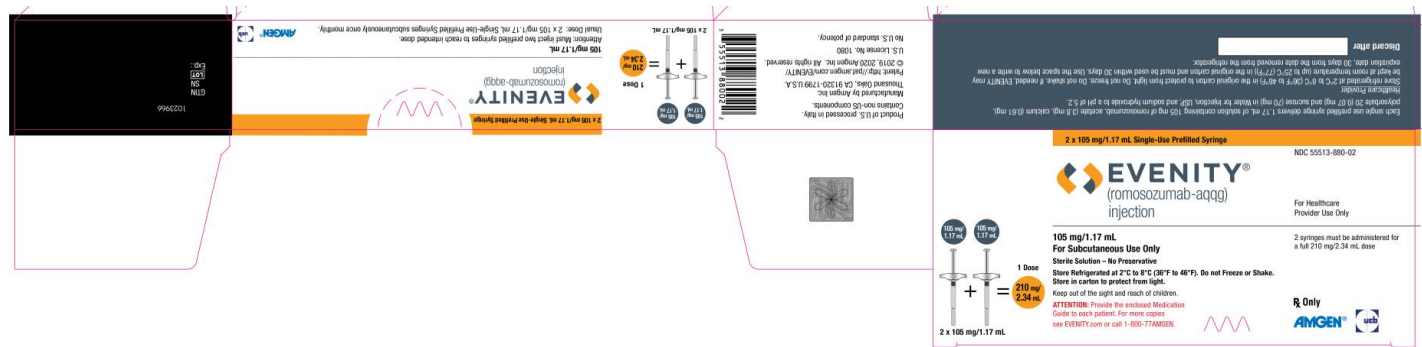 2 x 105 mg/1.17 mL Single-Use Prefilled Syringe
NDC 55513-880-02
EVENITY®
(romosozumab-aqqg)
injection
For Healthcare
Provider Use Only
105 mg/1.17 mL
For Subcutaneous Use Only
2 syringes must be administered for
a full 210 mg/2.34 mL dose
Sterile Solution – No Preservative
Store Refrigerated at 2°C to 8°C (36°F to 46°F). Do not Freeze or Shake.
Store in carton to protect from light.
Keep out of the sight and reach of children.
ATTENTION: Provide the enclosed Medication
Guide to each patient. For more copies
see EVENITY.com or call 1-800-77AMGEN.
Rx Only
AMGEN®
ucb
105 mg/
1.17 mL
105 mg/
1.17 mL
+
=
1 Dose
210 mg/
2.34 mL
2 x 105 mg/1.17 mL
Each single use prefilled syringe delivers 1.17 mL of solution containing 105 mg of romosozumab, acetate (3.8 mg), calcium (0.61 mg),
polysorbate 20 (0.07 mg) and sucrose (70 mg) in Water for Injection, USP, and sodium hydroxide to a pH of 5.2.
Healthcare Provider
Store refrigerated at 2°C to 8°C (36°F to 46°F) in the original carton to protect from light. Do not freeze. Do not shake. If needed, EVENITY may
be kept at room temperature (up to 25°C (77°F)) in the original carton and must be used within 30 days. Use the space below to write a new
expiration date, 30 days from the date removed from the refrigerator.
Discard after
Product of U.S. processed in Italy.
Contains non-US components.
Manufactured by Amgen Inc.
Thousand Oaks, CA 91320-1799 U.S.A.
Patent: http://pat.amgen.com/EVENITY/
© 2019, 2020 Amgen Inc. All rights reserved.
U.S. License No. 1080
No U.S. standard of potency.
3 55513 88002 2
2 x 105 mg/1.17 mL Single-Use Prefilled Syringe
EVENITY®
(romosozumab-aqqg)
injection
105 mg/1.17 mL
Attention: Must inject two prefilled syringes to reach intended dose.
Usual Dose: 2 x 105 mg/1.17 mL Single-Use Prefilled Syringes subcutaneously once monthly.
AMGEN®
ucb
105 mg/
1.17 mL
105 mg/
1.17 mL
+
=
1 Dose
210 mg/
2.34 mL
2 x 105 mg/1.17 mL
1023966
GTIN
SN
LOT
Exp.: